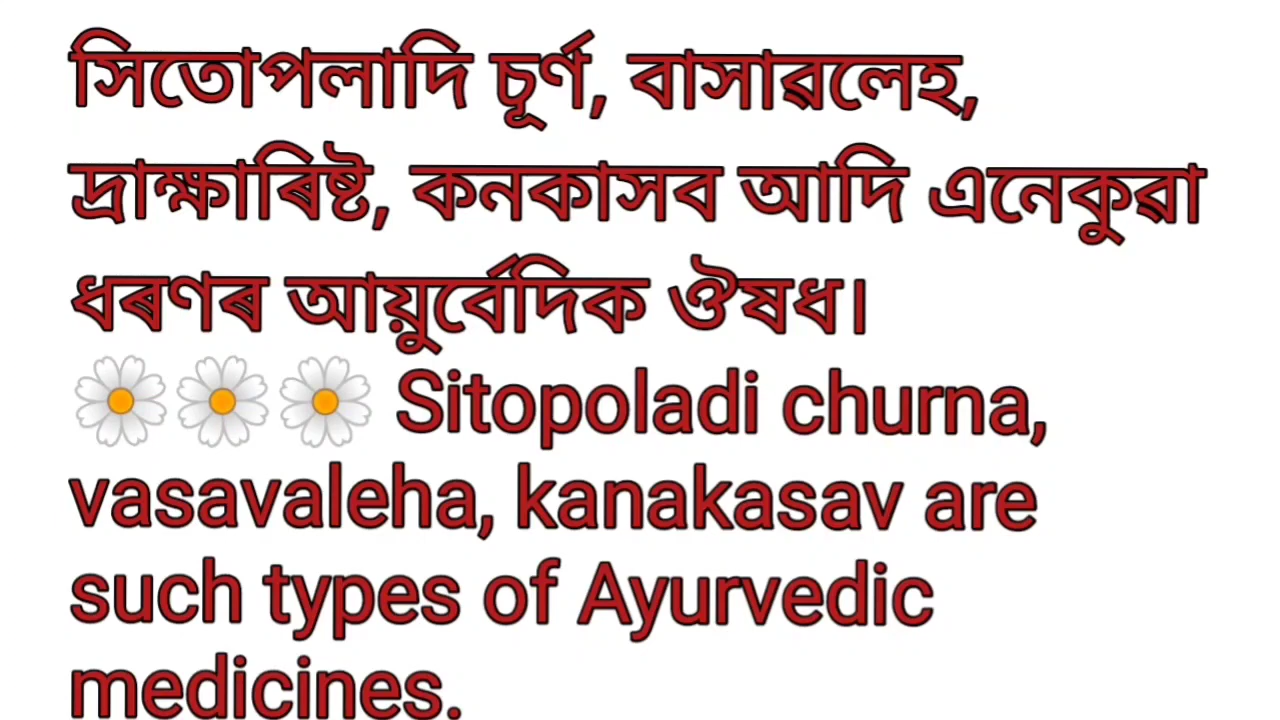 সিতোপলাদি চূৰ্ণ, বাসাৱলেহ,
দ্ৰাক্ষাৰিষ্ট, কনকাসব আদি এনেকুৱা
ধৰণৰ আয়ুৰ্বেদিক ঔষধ।
🌼🌼🌼 Sitopoladi churna,
vasavaleha, kanakasav are
such types of Ayurvedic
medicines.